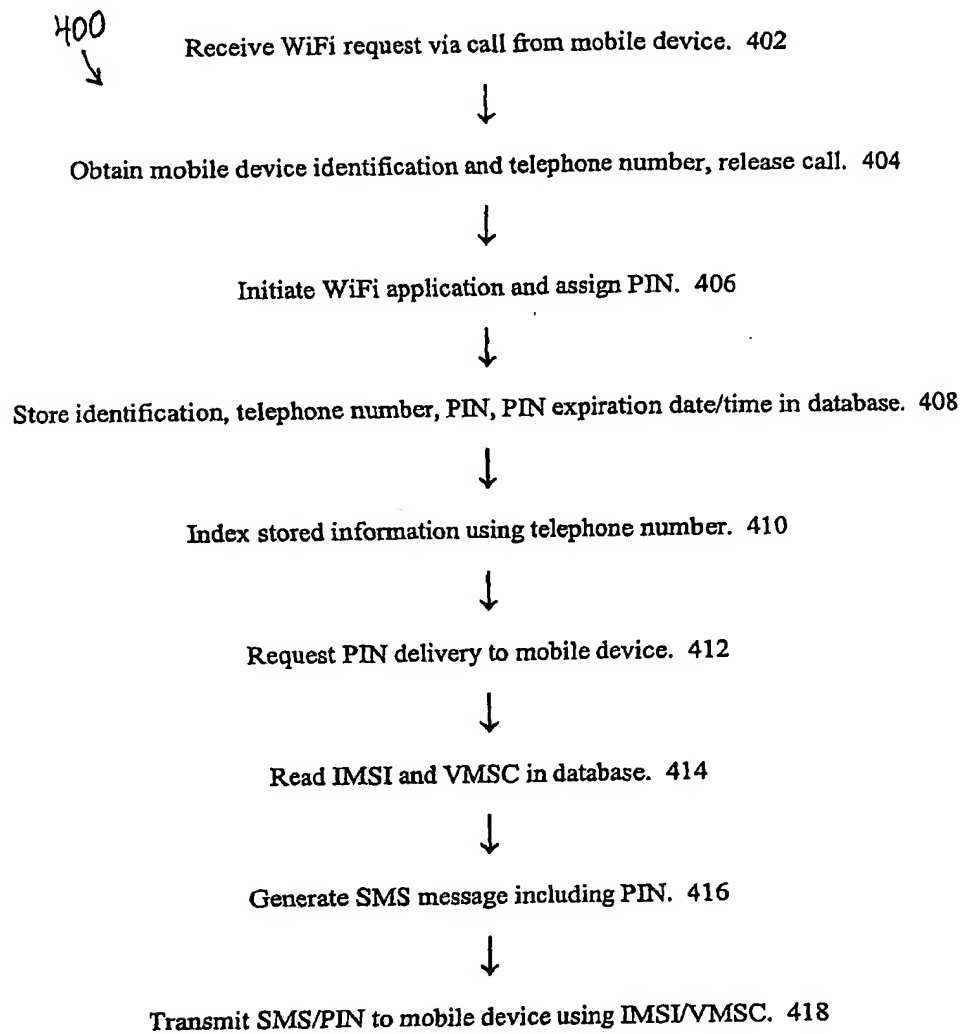 400
Receive WiFi request via call from mobile device. 402
Obtain mobile device identification and telephone number, release call. 404
Initiate WiFi application and assign PIN. 406
Store identification, telephone number, PIN, PIN expiration date/time in database. 408
Index stored information using telephone number. 410
Request PIN delivery to mobile device. 412
Read IMSI and VMSC in database. 414
Generate SMS message including PIN. 416
Transmit SMS/PIN to mobile device using IMSI/VMSC. 418